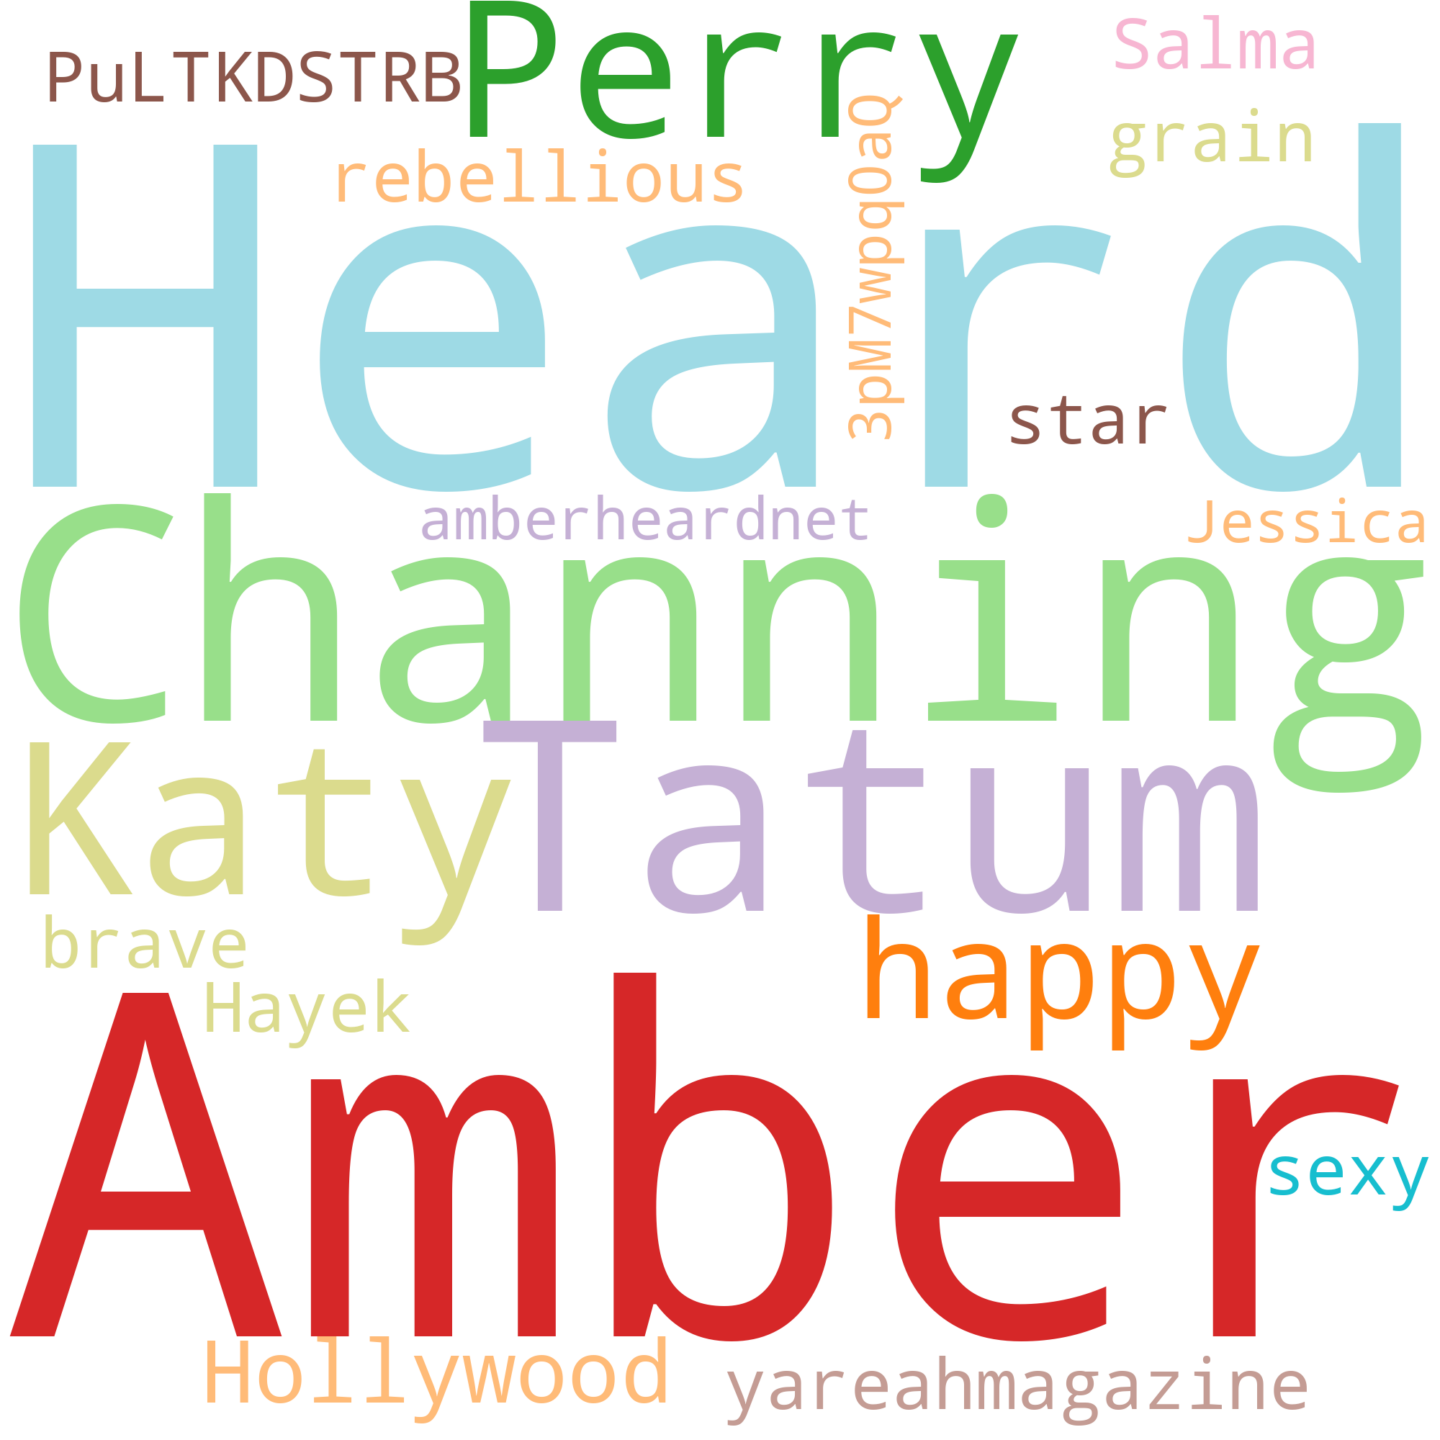 Perry
Salma
PuLTKDSTRB
grain
rebellious
3pM7wpqOaQ
Heard
star
amberheardnet
Jessica
Channing
Katy
Tatum
brave
happy
Hayek
Amber
sexy
Hollywood
yareahmagazine